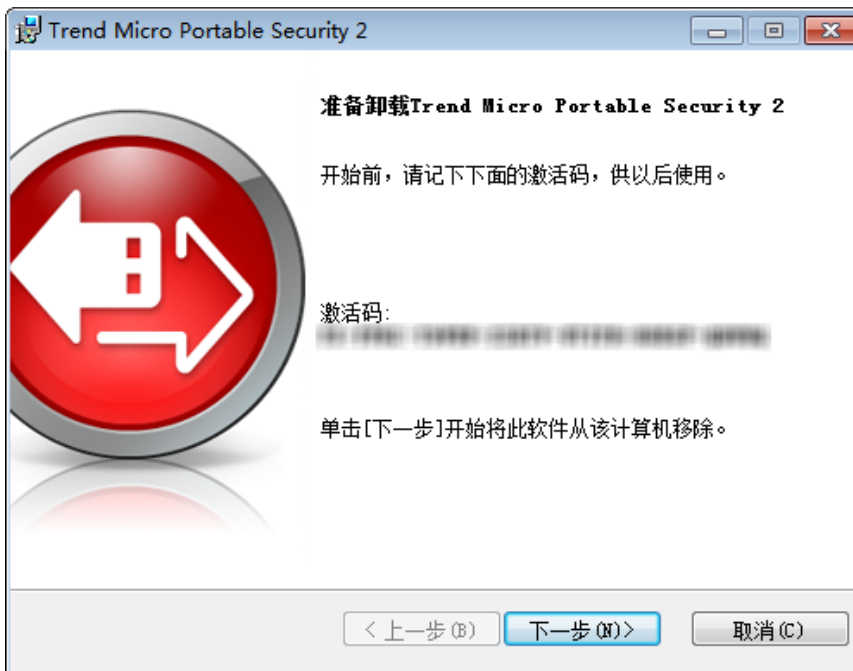 Trend Micro Portable Security 2
准备卸载Trend Micro Portable Security 2
开始前，请记下下面的激活码，供以后使用。
激活码:
单击[下一步]开始将此软件从该计算机移除。
< 上一步(B)
下一步(N)>
取消(C)